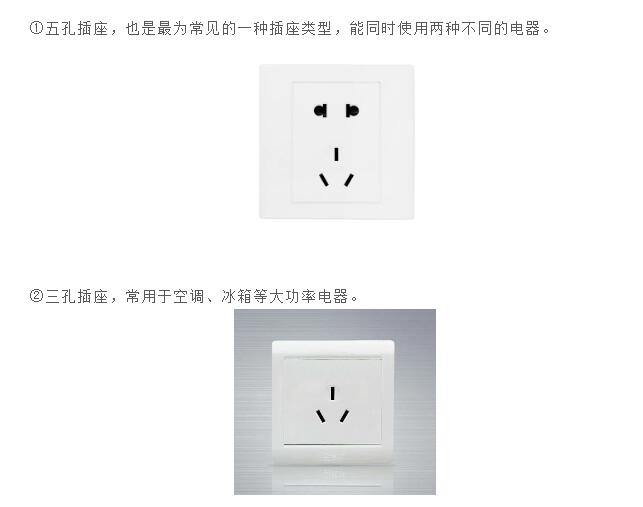 ①五孔插座，也是最为常见的一种插座类型，能同时使用两种不同的电器。
②三孔插座，常用于空调、冰箱等大功率电器。